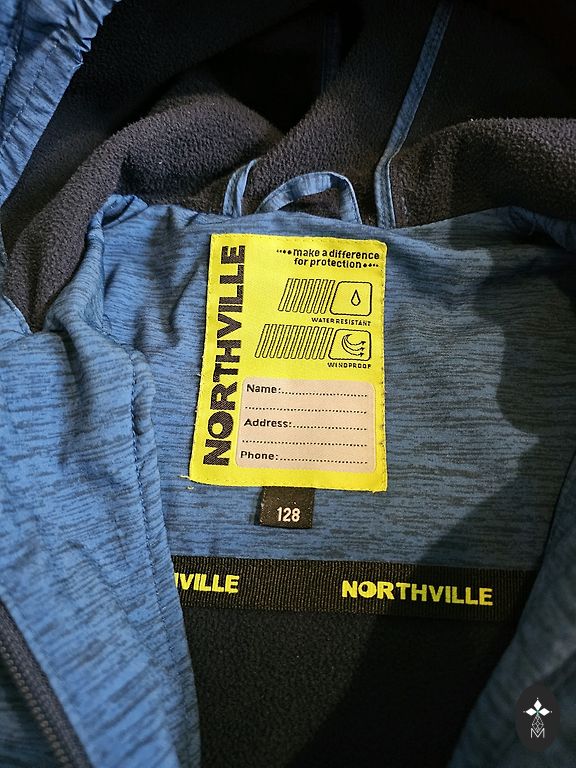 NORTHVILLE
make a difference
for protection
WATER RESISTANT
WINDPROOF
Name:
Address:
Phone:
128
VILLE
NORTHVILLE
M